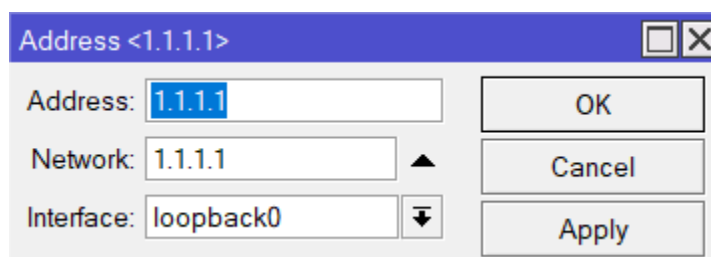 Address <1.1.1.1>
Address: 1.1.1.1 OK
Network: 1.1.1.1 Cancel
Interface: loopback0 Apply